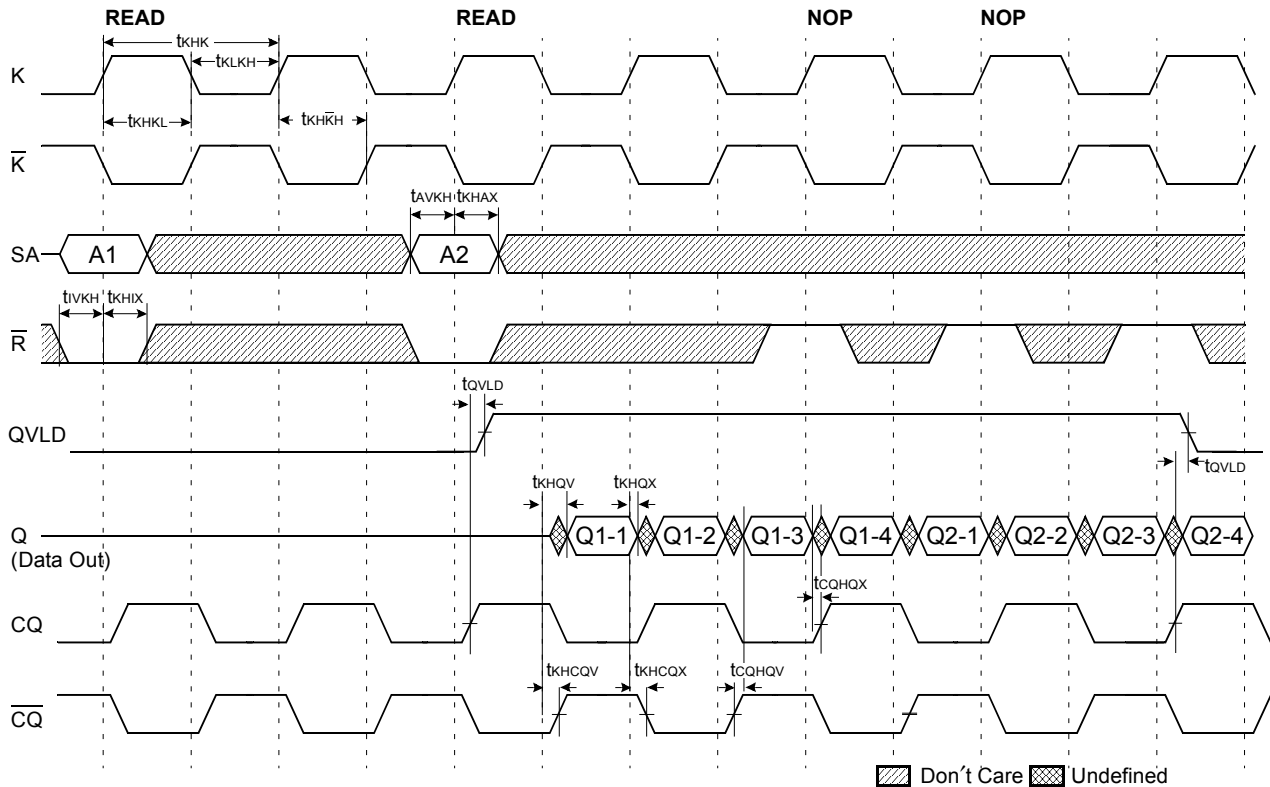 READ READ NOP NOP
tKHK
K tKLKH
tKHKL tKHK̅H
K̅
tAVKH tKHAX
SA A1 A2
tIVKH tKHIX
R̅
tQVLD
QVLD
tQVLD
tKHQV tKHQX
Q Q1-1 Q1-2 Q1-3 Q1-4 Q2-1 Q2-2 Q2-3 Q2-4
(Data Out)
tCQHQX
CQ
tKHCQV tKHCQX tCQHQV
C̅Q̅
Don′t Care Undefined